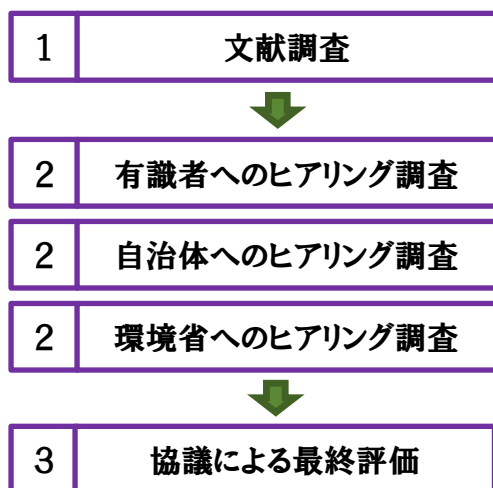 1 文献調査
2 有識者へのヒアリング調査
2 自治体へのヒアリング調査
2 環境省へのヒアリング調査
3 協議による最終評価